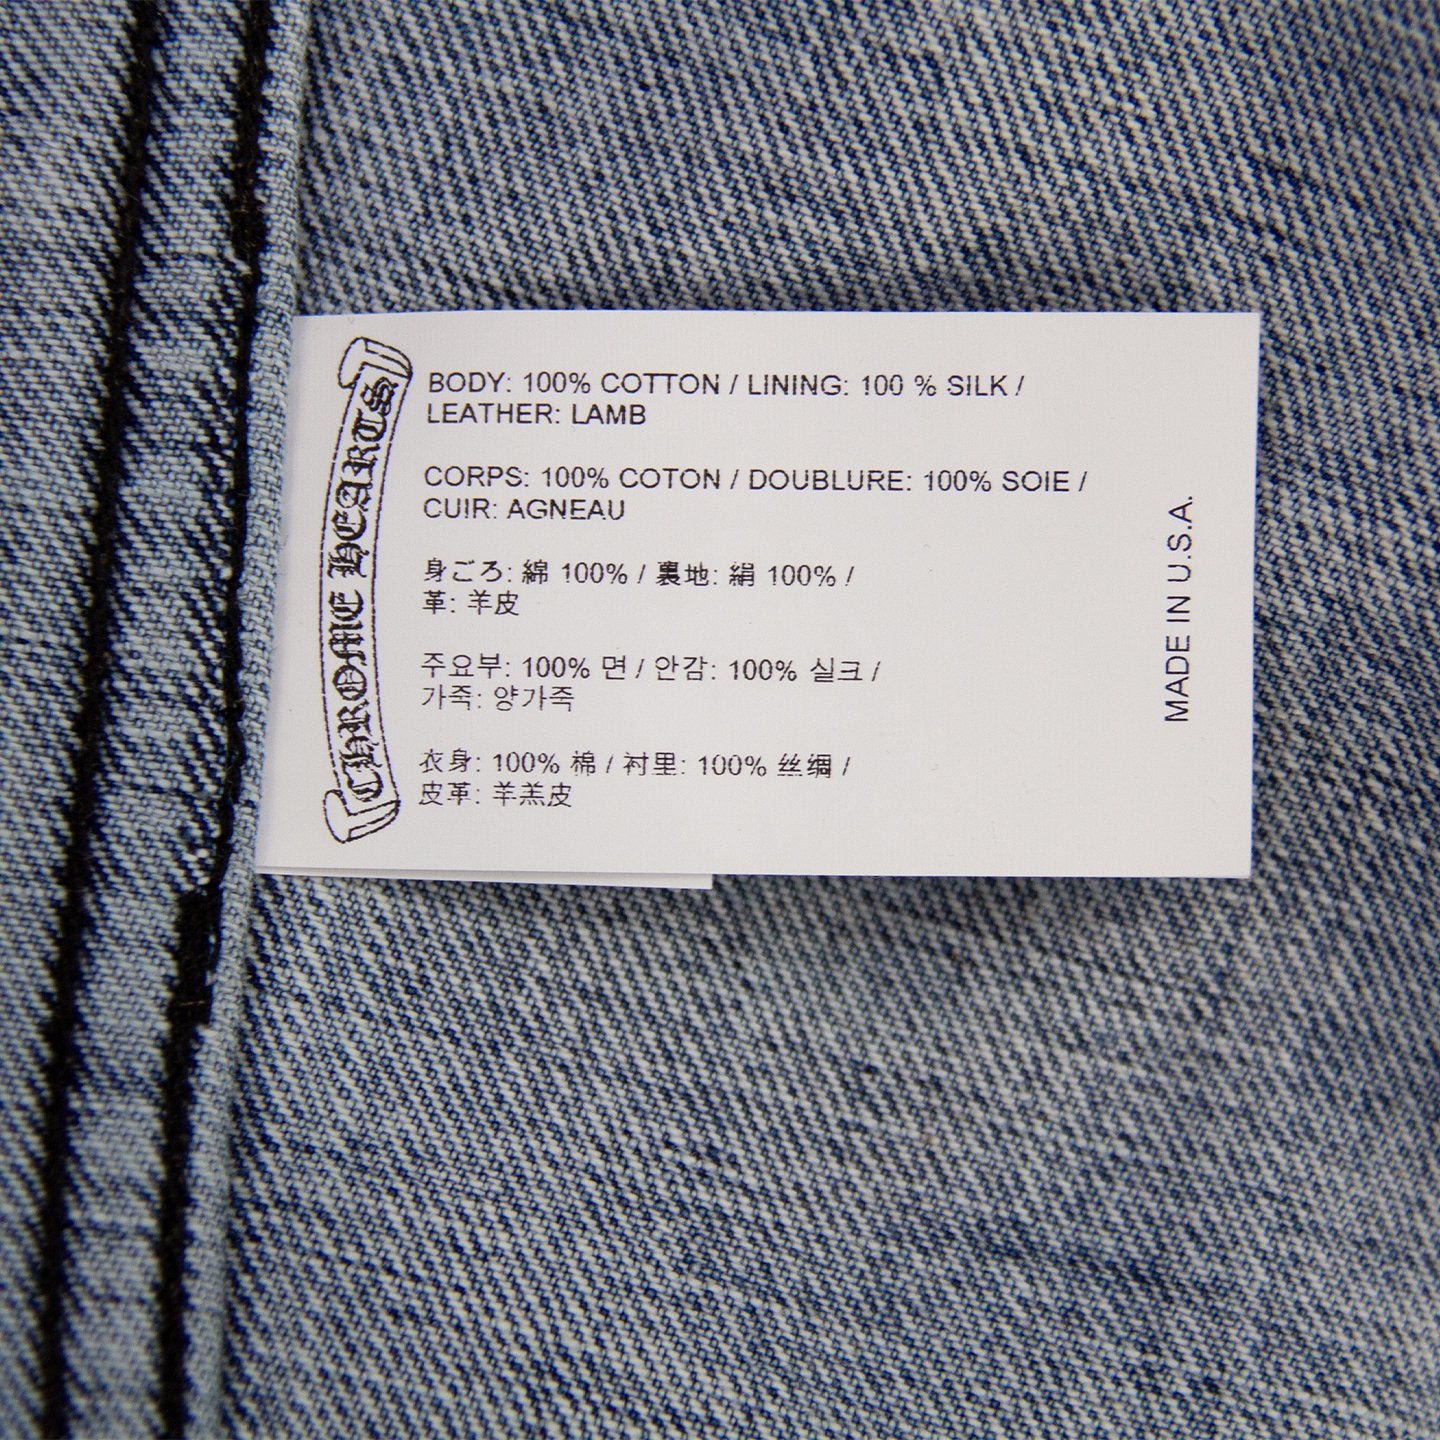 CHROME HEARTS
BODY: 100% COTTON / LINING: 100 % SILK /
LEATHER: LAMB
CORPS: 100% COTON / DOUBLURE: 100% SOIE /
CUIR: AGNEAU
身ごろ: 綿 100% / 裏地: 絹 100% /
革: 羊皮
주요부: 100% 면 / 안감: 100% 실크 /
가죽: 양가죽
衣身: 100% 棉 / 衬里: 100% 丝绸 /
皮革: 羊羔皮
MADE IN U.S.A.